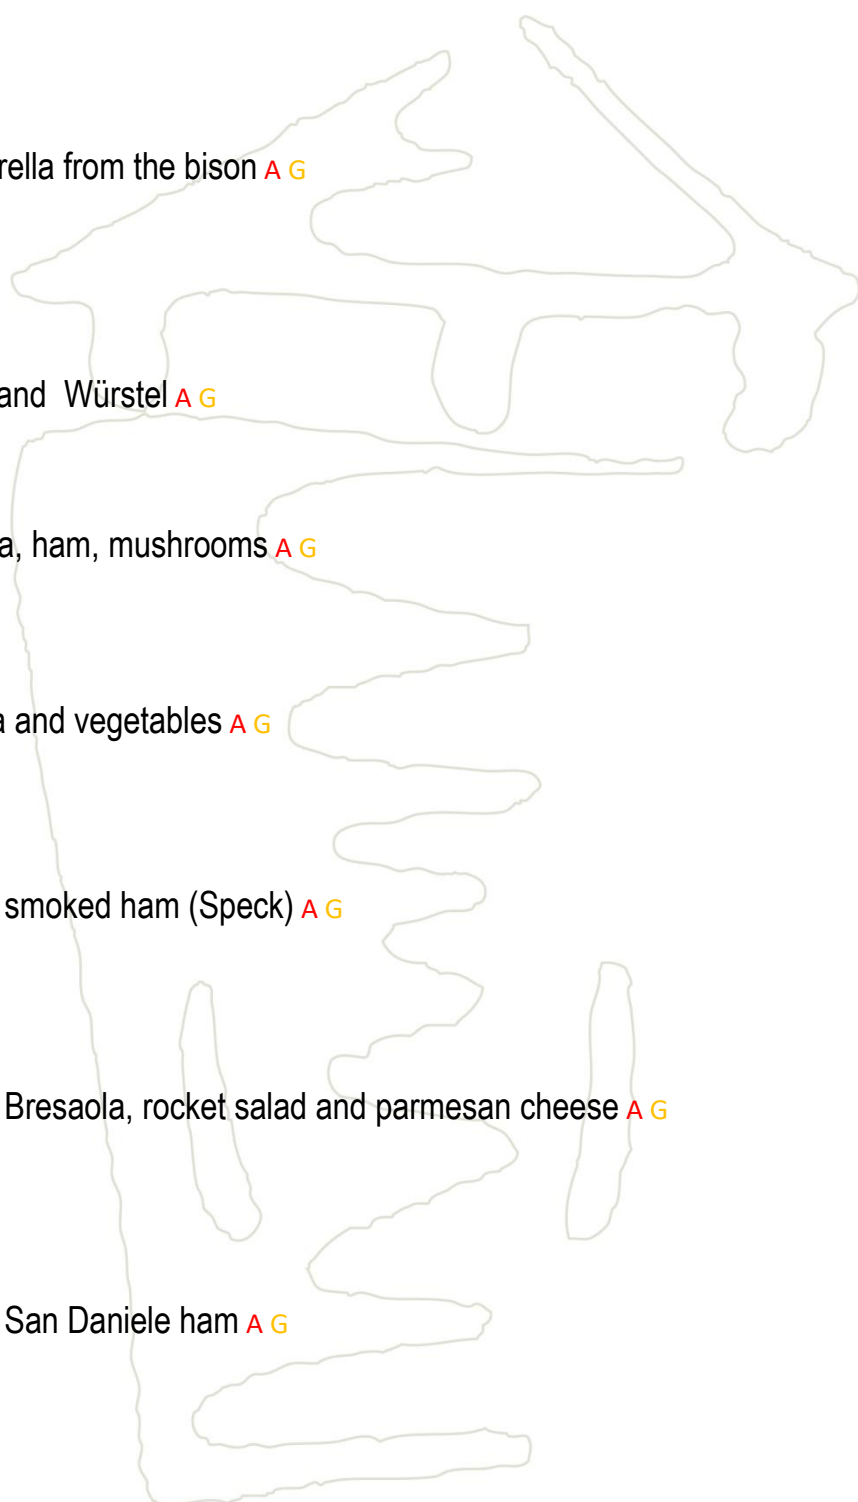 rella from the bison A G
and Würstel A G
a, ham, mushrooms A G
a and vegetables A G
smoked ham (Speck) A G
Bresaola, rocket salad and parmesan cheese A G
San Daniele ham A G